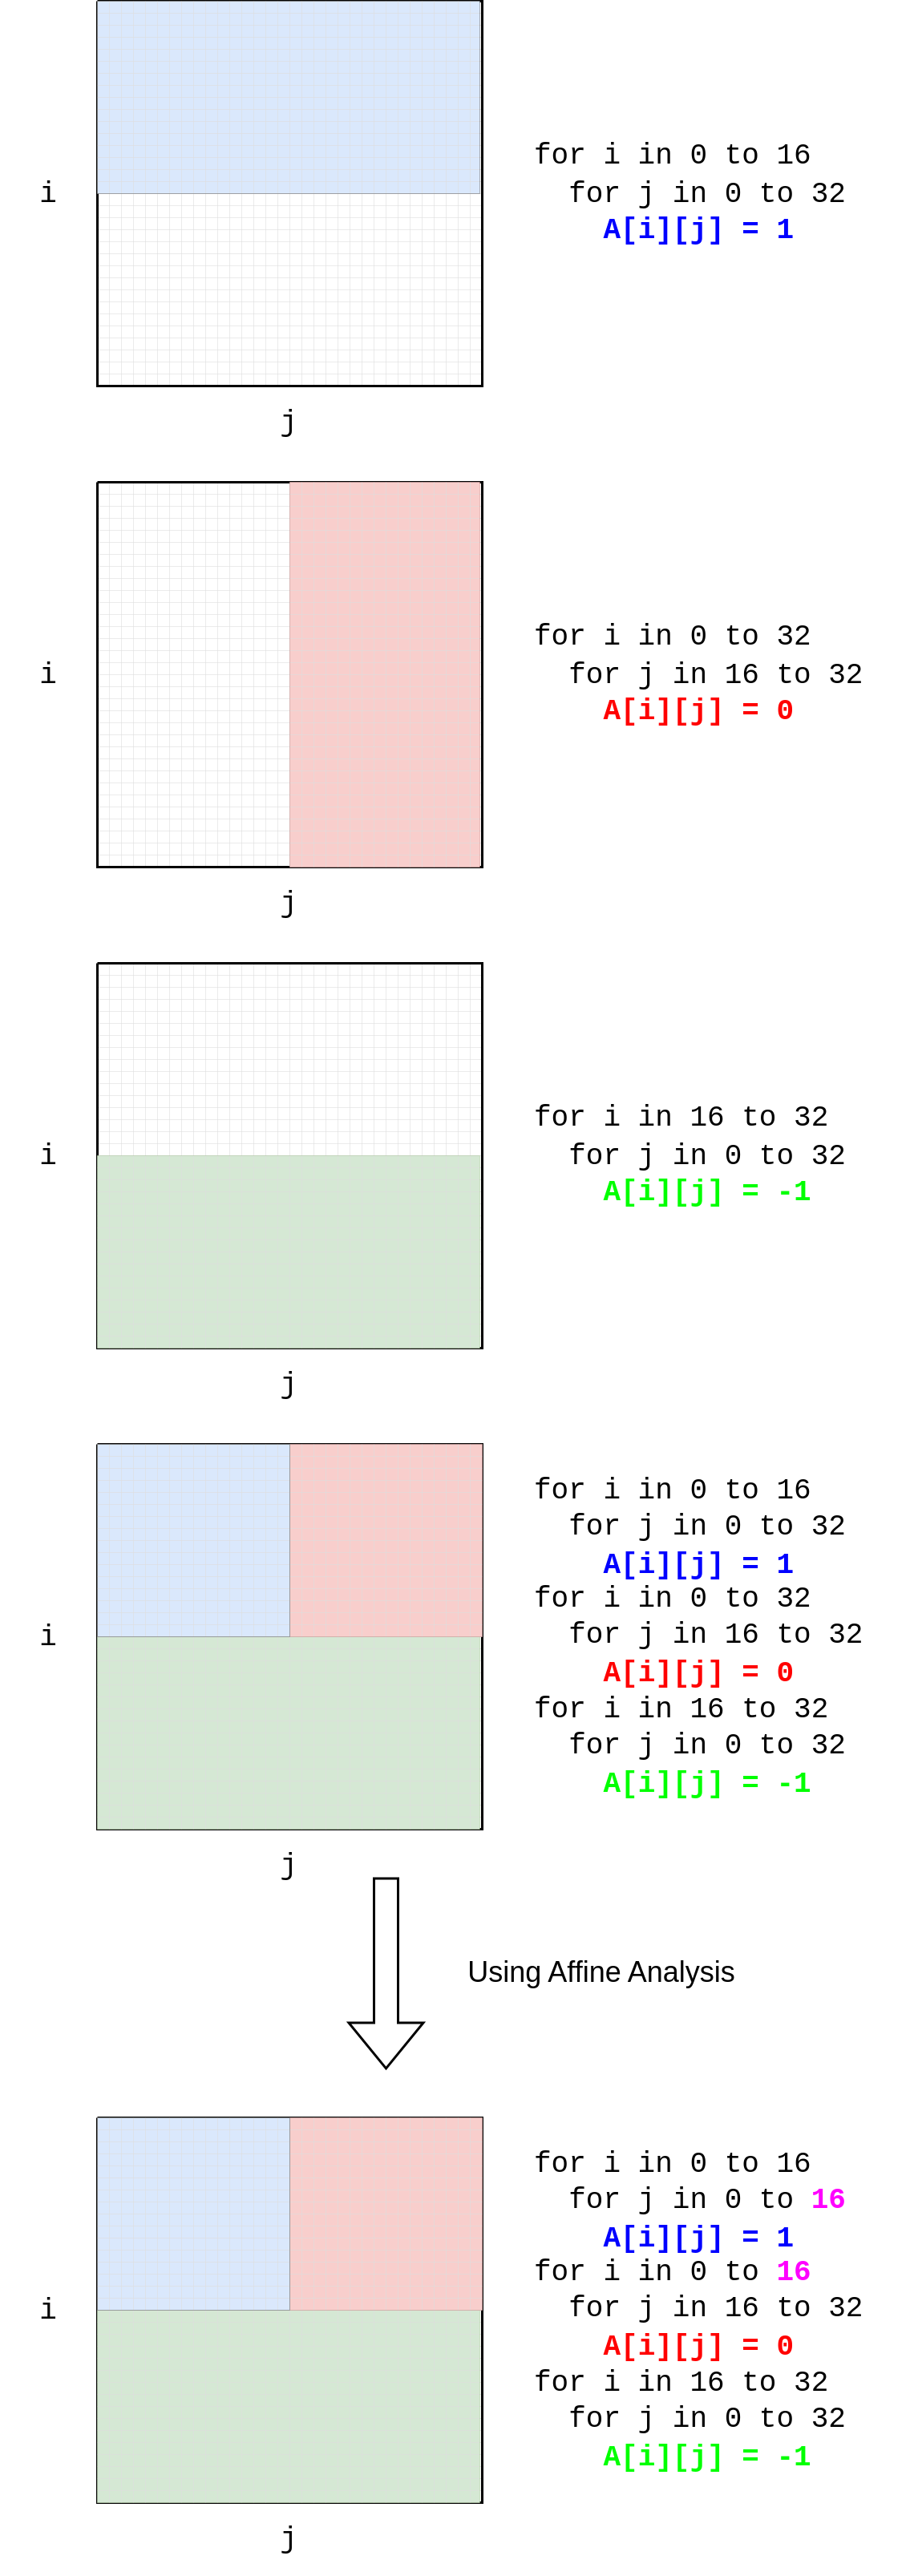 for i in 0 to 16
i
for j in 0 to 32
A[i][j] = 1
j
for i in 0 to 32
i
for j in 16 to 32
A[i][j] = 0
j
for i in 16 to 32
i
for j in 0 to 32
A[i][j] = -1
j
for i in 0 to 16
for j in 0 to 32
A[i][j] = 1
for i in 0 to 32
i
for j in 16 to 32
A[i][j] = 0
for i in 16 to 32
for j in 0 to 32
A[i][j] = -1
j
Using Affine Analysis
for i in 0 to 16
for j in 0 to 16
A[i][j] = 1
for i in 0 to 16
i
for j in 16 to 32
A[i][j] = 0
for i in 16 to 32
for j in 0 to 32
A[i][j] = -1
j